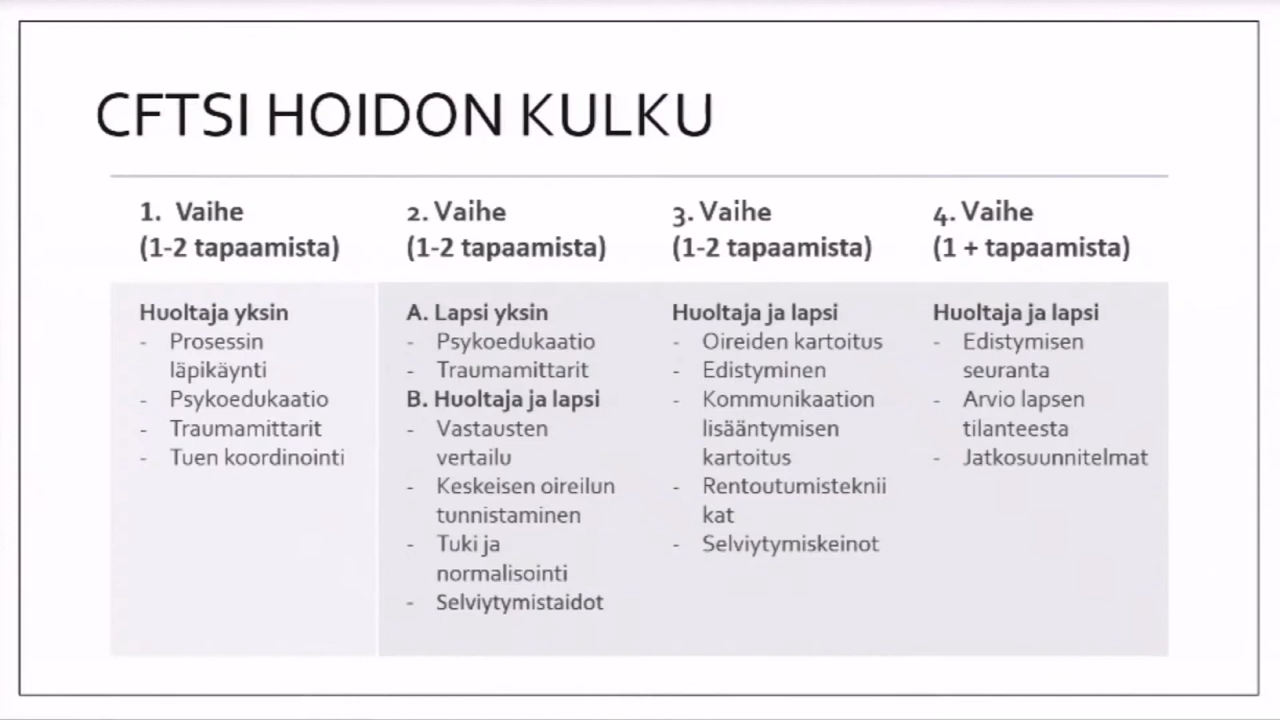 CFTSI HOIDON KULKU
1. Vaihe
(1-2 tapaamista)
2. Vaihe
(1-2 tapaamista)
3. Vaihe
(1-2 tapaamista)
4. Vaihe
(1 + tapaamista)
Huoltaja yksin
- Prosessin
läpikäynti
- Psykoedukaatio
- Traumamittarit
- Tuen koordinointi
A. Lapsi yksin
- Psykoedukaatio
- Traumamittarit
B. Huoltaja ja lapsi
- Vastausten
vertailu
- Keskeisen oireilun
tunnistaminen
- Tuki ja
normalisointi
- Selviytymistaidot
Huoltaja ja lapsi
- Oireiden kartoitus
- Edistyminen
- Kommunikaation
lisääntymisen
kartoitus
- Rentoutumistekniikat
- Selviytymiskeinot
Huoltaja ja lapsi
- Edistymisen
seuranta
- Arvio lapsen
tilanteesta
- Jatkosuunnitelmat